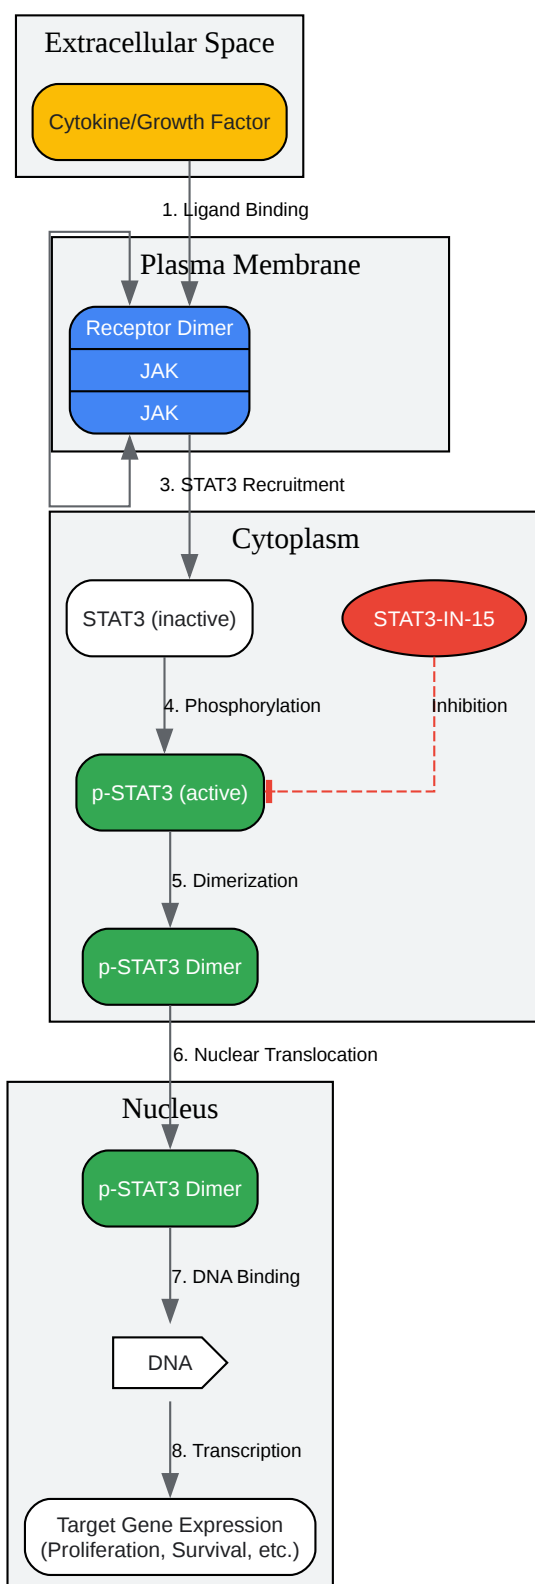 Extracellular Space
Cytokine/Growth Factor
1. Ligand Binding
Plasma Membrane
Receptor Dimer
JAK
JAK
3. STAT3 Recruitment
Cytoplasm
STAT3 (inactive)
STAT3-IN-15
4. Phosphorylation
Inhibition
p-STAT3 (active)
5. Dimerization
p-STAT3 Dimer
6. Nuclear Translocation
Nucleus
p-STAT3 Dimer
7. DNA Binding
DNA
8. Transcription
Target Gene Expression
(Proliferation, Survival, etc.)